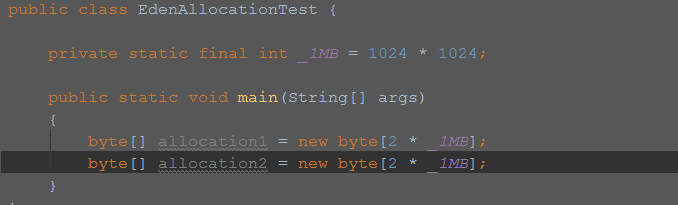 public class EdenAllocationTest {
private static final int _1MB = 1024 * 1024;
public static void main(String[] args)
{
byte[] allocation1 = new byte[2 * _1MB];
byte[] allocation2 = new byte[2 * _1MB];
}